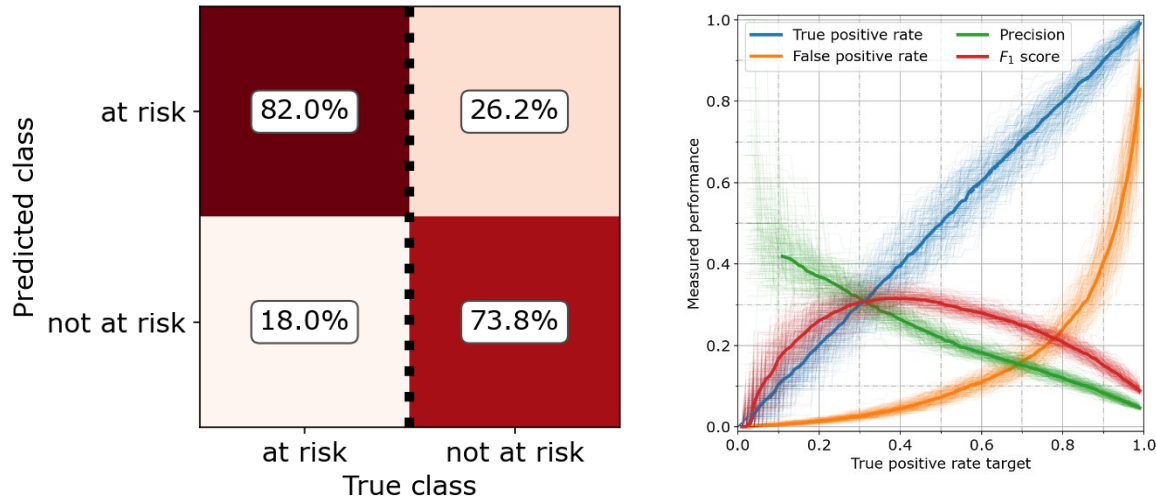 Predicted class
at risk
not at risk
82.0%
26.2%
18.0%
73.8%
at risk
not at risk
True class
Measured performance
1.0
0.8
0.6
0.4
0.2
0.0
True positive rate
False positive rate
Precision
F₁ score
0.0
0.2
0.4
0.6
0.8
1.0
True positive rate target